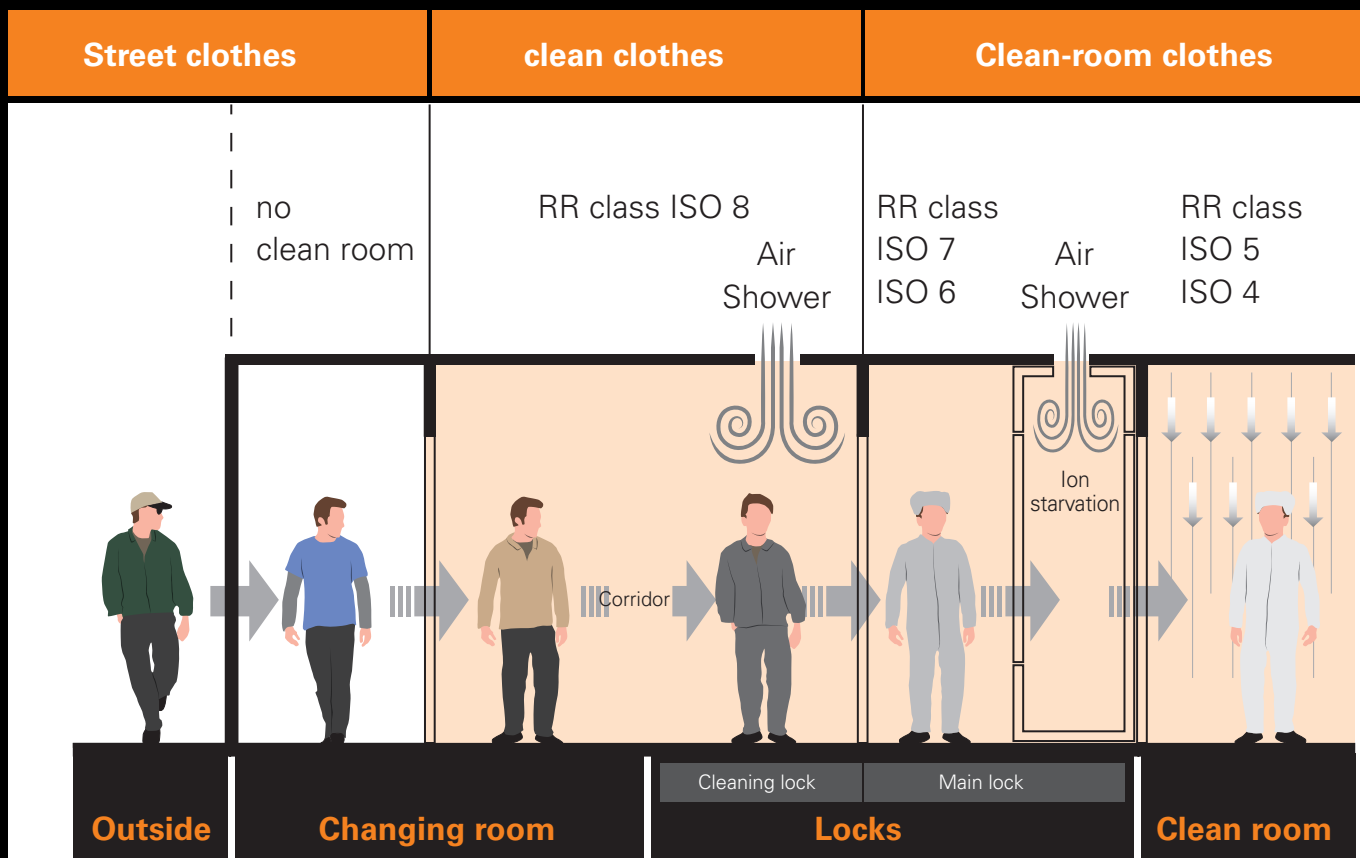 Street clothes
clean clothes
Clean-room clothes
no
clean room
RR class ISO 8
Air
Shower
RR class
ISO 7
ISO 6
Air
Shower
RR class
ISO 5
ISO 4
Ion
starvation
Corridor
Cleaning lock
Main lock
Outside
Changing room
Locks
Clean room